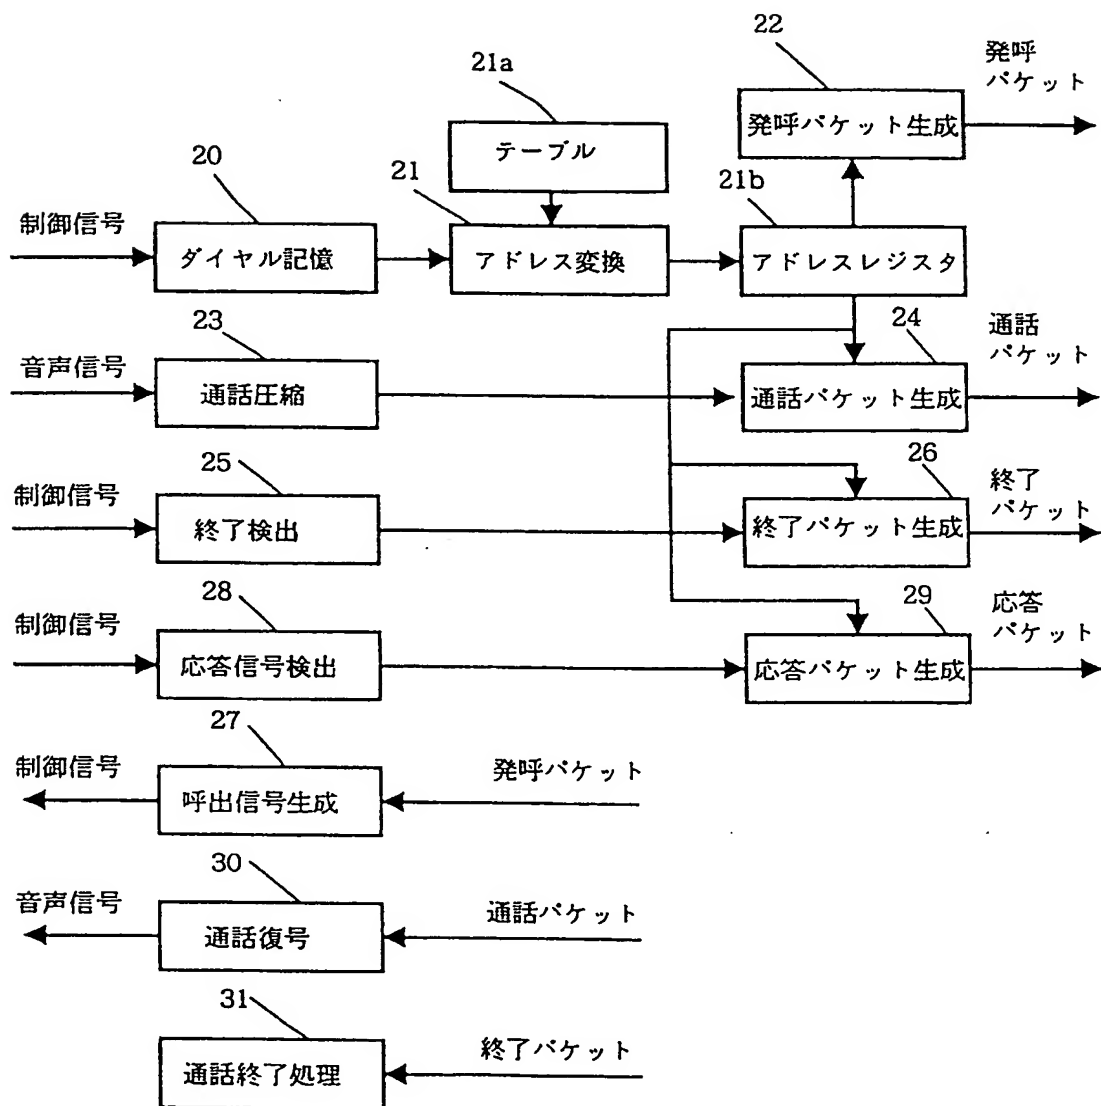 22
発呼
パケット
21a
発呼パケット生成
テーブル
20
21
21b
制御信号
ダイヤル記憶
アドレス変換
アドレスレジスタ
23
24
通話
パケット
音声信号
通話圧縮
通話パケット生成
25
26
終了
パケット
制御信号
終了検出
終了パケット生成
28
29
応答
パケット
制御信号
応答信号検出
応答パケット生成
27
制御信号
発呼パケット
呼出信号生成
30
音声信号
通話パケット
通話復号
31
終了パケット
通話終了処理